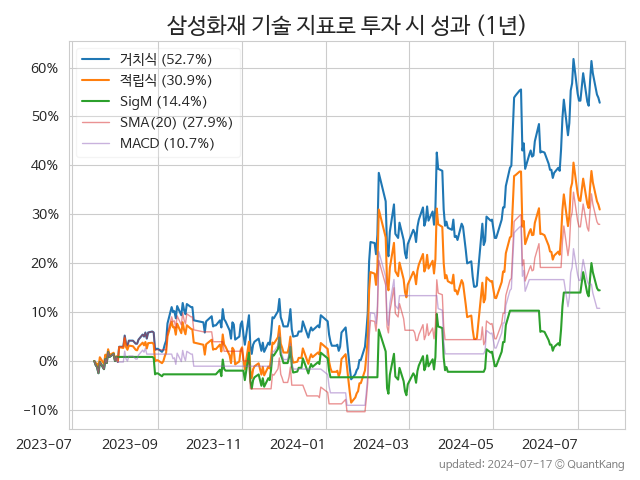 삼성화재 기술 지표로 투자 시 성과 (1년)
거치식 (52.7%)
적립식 (30.9%)
SigM (14.4%)
SMA(20) (27.9%)
MACD (10.7%)
60%
50%
40%
30%
20%
10%
0%
−10%
2023-07 2023-09 2023-11 2024-01 2024-03 2024-05 2024-07
updated: 2024-07-17 © QuantKang